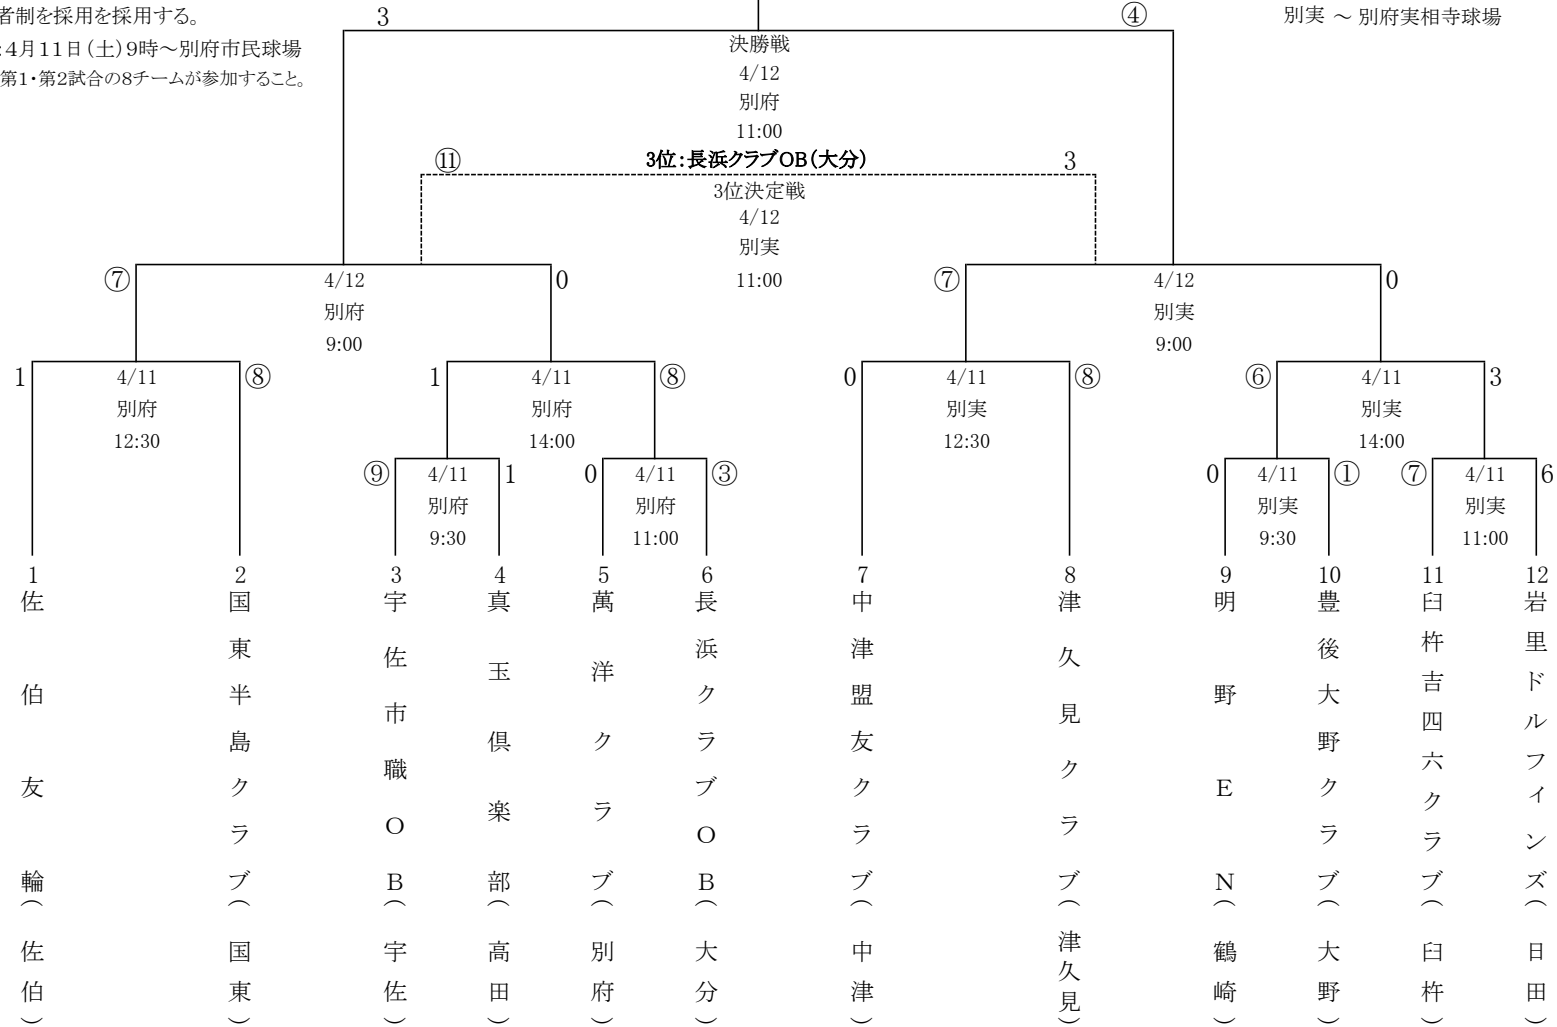 者制を採用を採用する。
：4月11日（土）9時～別府市民球場
第1・第2試合の8チームが参加すること。
別実 ～ 別府実相寺球場
3
④
決勝戦
4/12
別府
11:00
⑪
3位：長浜クラブOB（大分）
3
3位決定戦
4/12
別実
11:00
⑦
4/12
別府
9:00
0
⑦
4/12
別実
9:00
0
1
4/11
別府
12:30
⑧
1
4/11
別府
14:00
⑧
0
4/11
別実
12:30
⑧
⑥
4/11
別実
14:00
3
⑨
4/11
別府
9:30
1
0
4/11
別府
11:00
③
0
4/11
別実
9:30
①
⑦
4/11
別実
11:00
6
1
佐伯友輪（佐伯）
2
国東半島クラブ（国東）
3
宇佐市職OB（宇佐）
4
真玉倶楽部（高田）
5
萬洋クラブ（別府）
6
長浜クラブOB（大分）
7
中津盟友クラブ（中津）
8
津久見クラブ（津久見）
9
明野EN（鶴崎）
10
豊後大野クラブ（大野）
11
臼杵吉四六クラブ（臼杵）
12
岩里ドルフィンズ（日田）